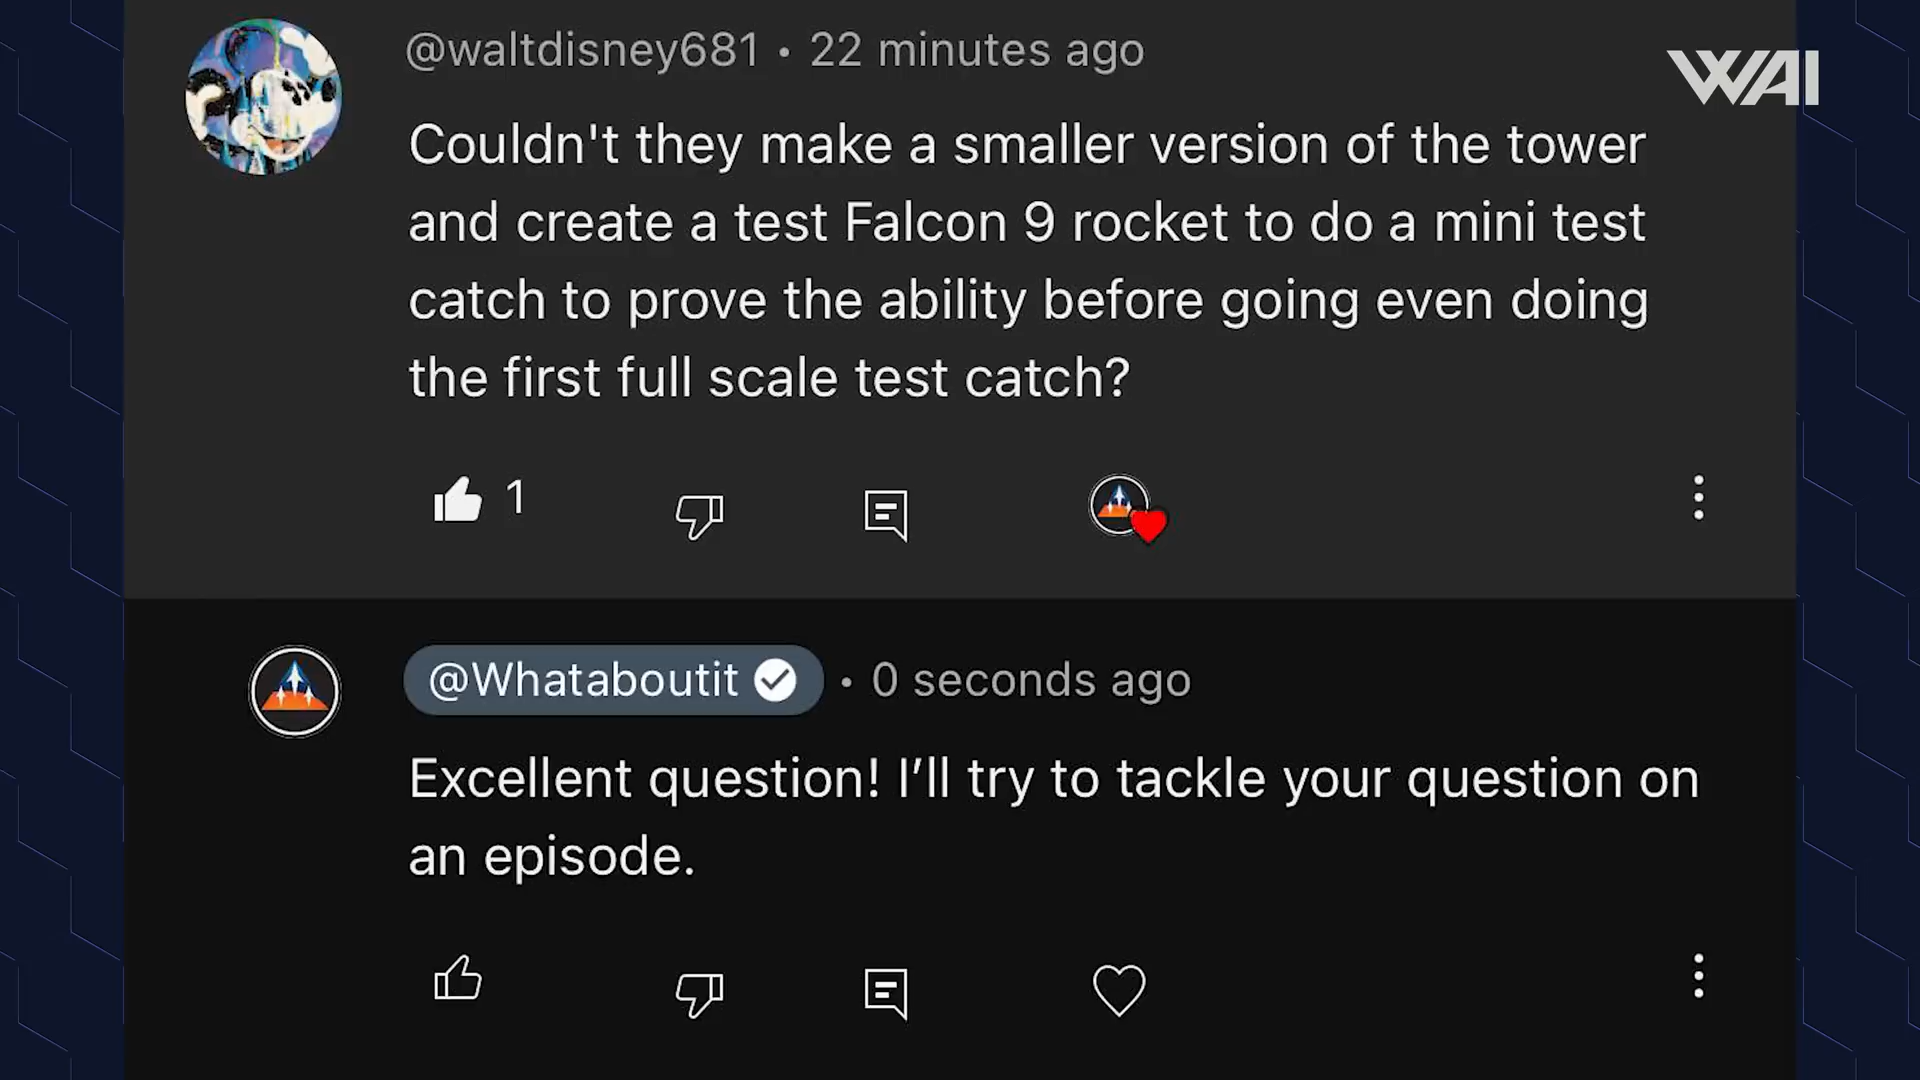 @waltdisney681 • 22 minutes ago
WAI
Couldn't they make a smaller version of the tower
and create a test Falcon 9 rocket to do a mini test
catch to prove the ability before going even doing
the first full scale test catch?
1
@Whataboutit • 0 seconds ago
Excellent question! I’ll try to tackle your question on
an episode.